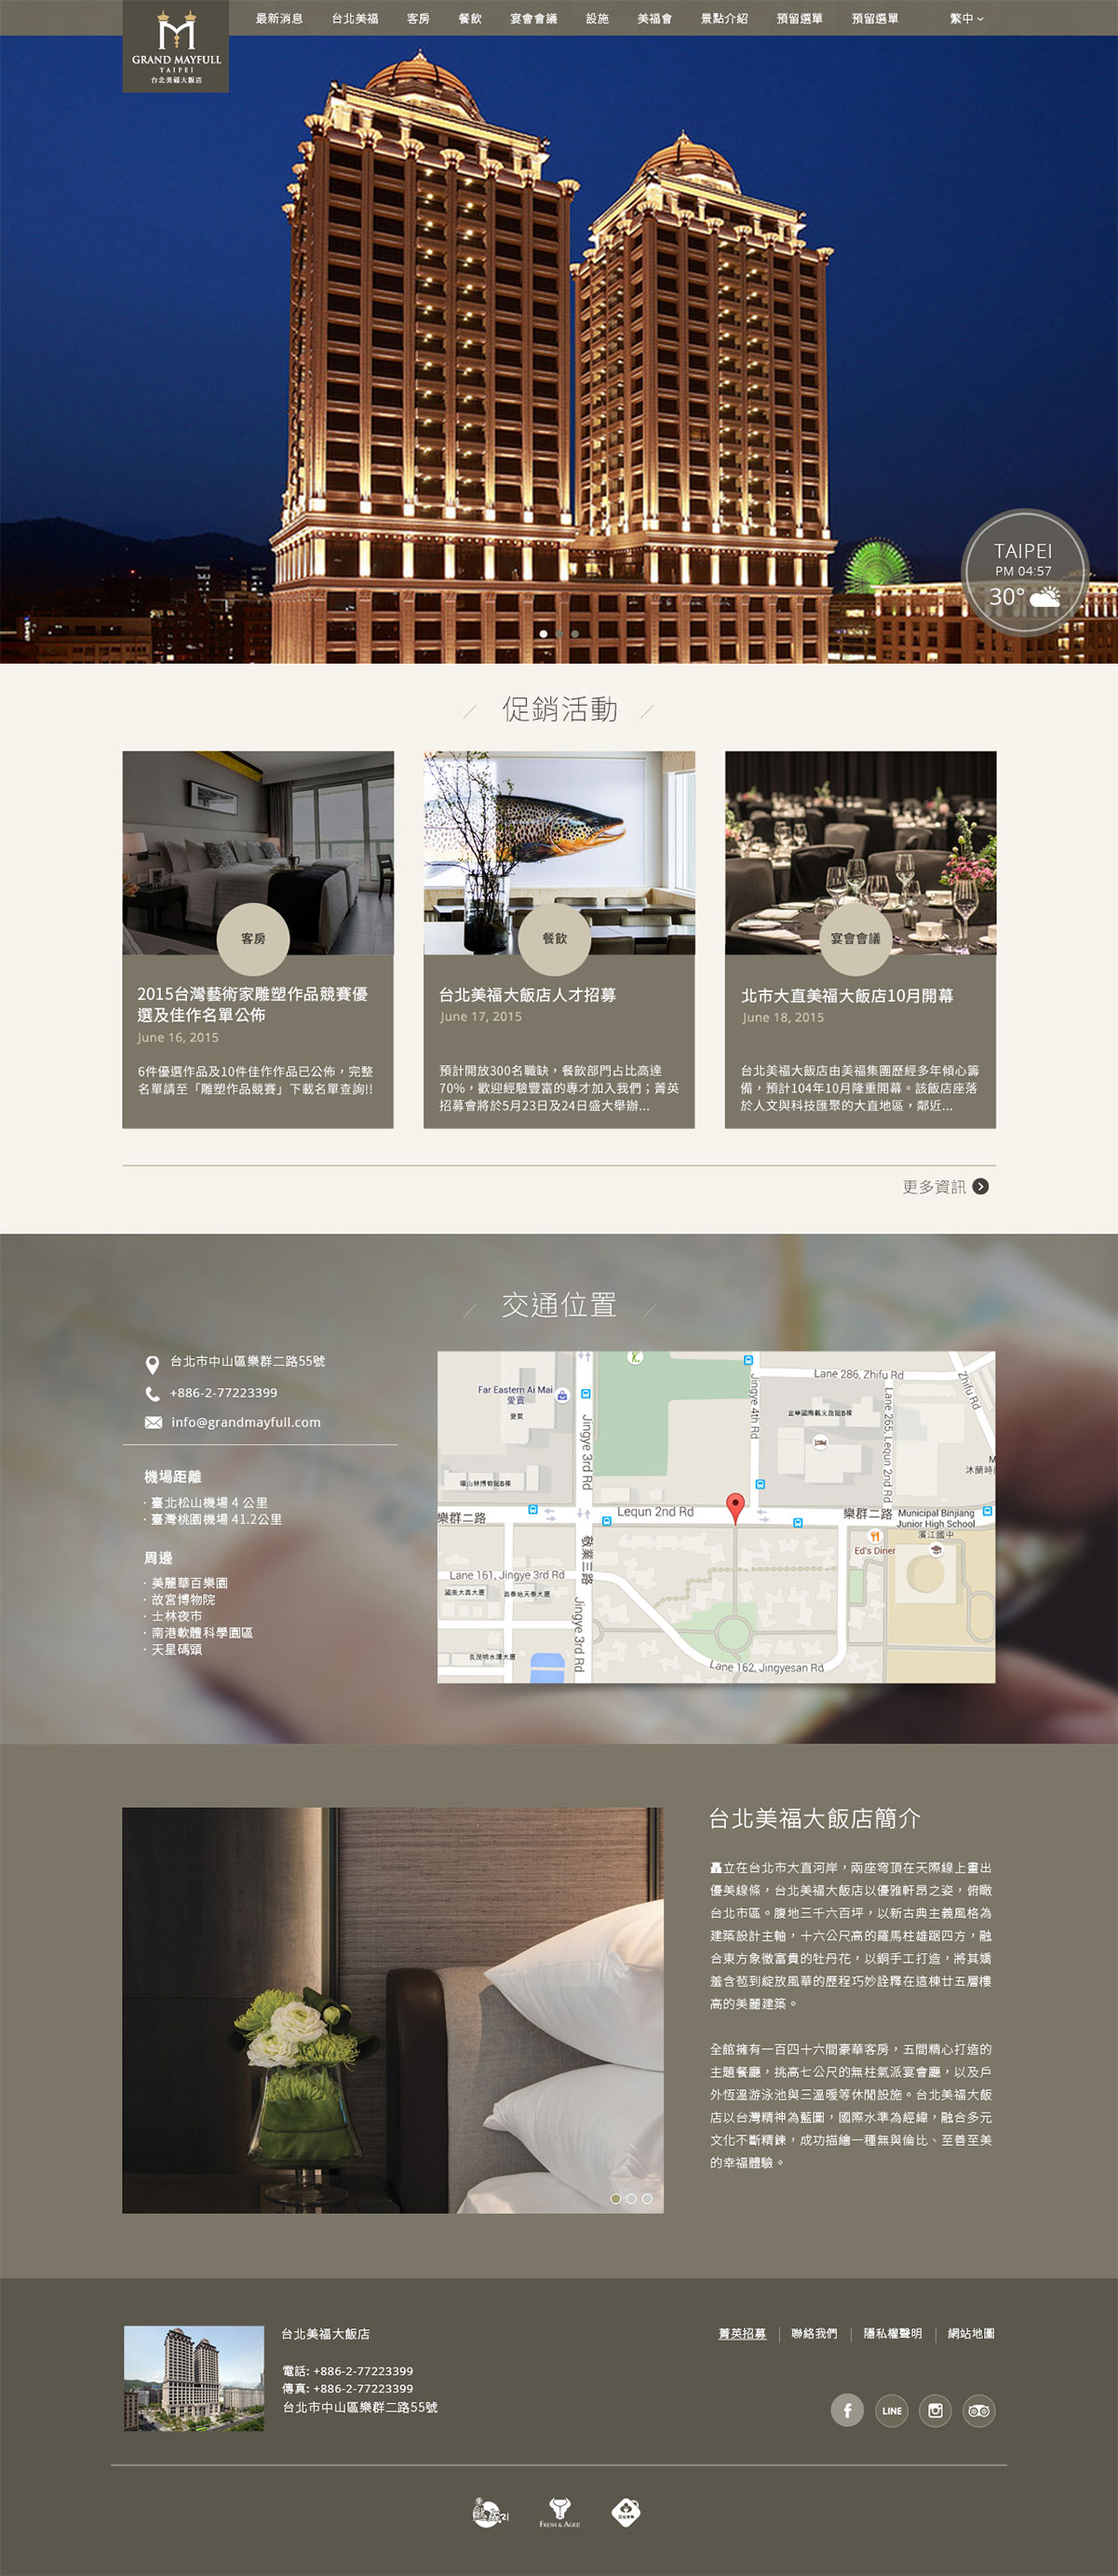 最新消息 台北美福 客房 餐飲 宴會會議 設施 美福會 景點介紹 預留選單 預留選單 繁中
M
GRAND MAYFULL
TAIPEI
台北美福大飯店
TAIPEI
PM 04:57
30°
促銷活動
客房
2015台灣藝術家雕塑作品競賽優
選及佳作名單公佈
June 16, 2015
6件優選作品及10件佳作作品已公佈，完整
名單請至「雕塑作品競賽」下載名單查詢!!
餐飲
台北美福大飯店人才招募
June 17, 2015
預計開放300名職缺，餐飲部門占比高達
70%，歡迎經驗豐富的專才加入我們；菁英
招募會將於5月23日及24日盛大舉辦...
宴會會議
北市大直美福大飯店10月開幕
June 18, 2015
台北美福大飯店由美福集團歷經多年傾心籌
備，預計104年10月隆重開幕。該飯店座落
於人文與科技匯聚的大直地區，鄰近...
更多資訊
交通位置
台北市中山區樂群二路55號
+886-2-77223399
info@grandmayfull.com
機場距離
· 臺北松山機場 4 公里
· 臺灣桃園機場 41.2公里
周邊
· 美麗華百樂園
· 故宮博物院
· 士林夜市
· 南港軟體科學園區
· 天星碼頭
Far Eastern Ai Mai
愛買
愛買
Jingye 3rd Rd
Jingye 4th Rd
Lane 286, Zhifu Rd
Lane 265, Lequn 2nd Rd
Zhifu Rd
樂群二路
Lequn 2nd Rd
樂群二路
Municipal Binjiang
Junior High School
濱江國中
Ed's Diner
敬業三路
Lane 161, Jingye 3rd Rd
Jingye 3rd Rd
Lane 162, Jingyesan Rd
台北美福大飯店簡介
矗立在台北市大直河岸，兩座穹頂在天際線上畫出
優美線條，台北美福大飯店以優雅軒昂之姿，俯瞰
台北市區。腹地三千六百坪，以新古典主義風格為
建築設計主軸，十六公尺高的羅馬柱雄踞四方，融
合東方象徵富貴的牡丹花，以銅手工打造，將其嬌
羞含苞到綻放風華的歷程巧妙詮釋在這棟廿五層樓
高的美麗建築。
全館擁有一百四十六間豪華客房，五間精心打造的
主題餐廳，挑高七公尺的無柱氣派宴會廳，以及戶
外恆溫游泳池與三溫暖等休閒設施。台北美福大飯
店以台灣精神為藍圖，國際水準為經緯，融合多元
文化不斷精鍊，成功描繪一種無與倫比、至善至美
的幸福體驗。
台北美福大飯店
電話: +886-2-77223399
傳真: +886-2-77223399
台北市中山區樂群二路55號
菁英招募 聯絡我們 隱私權聲明 網站地圖
LINE
FRESH & AGED